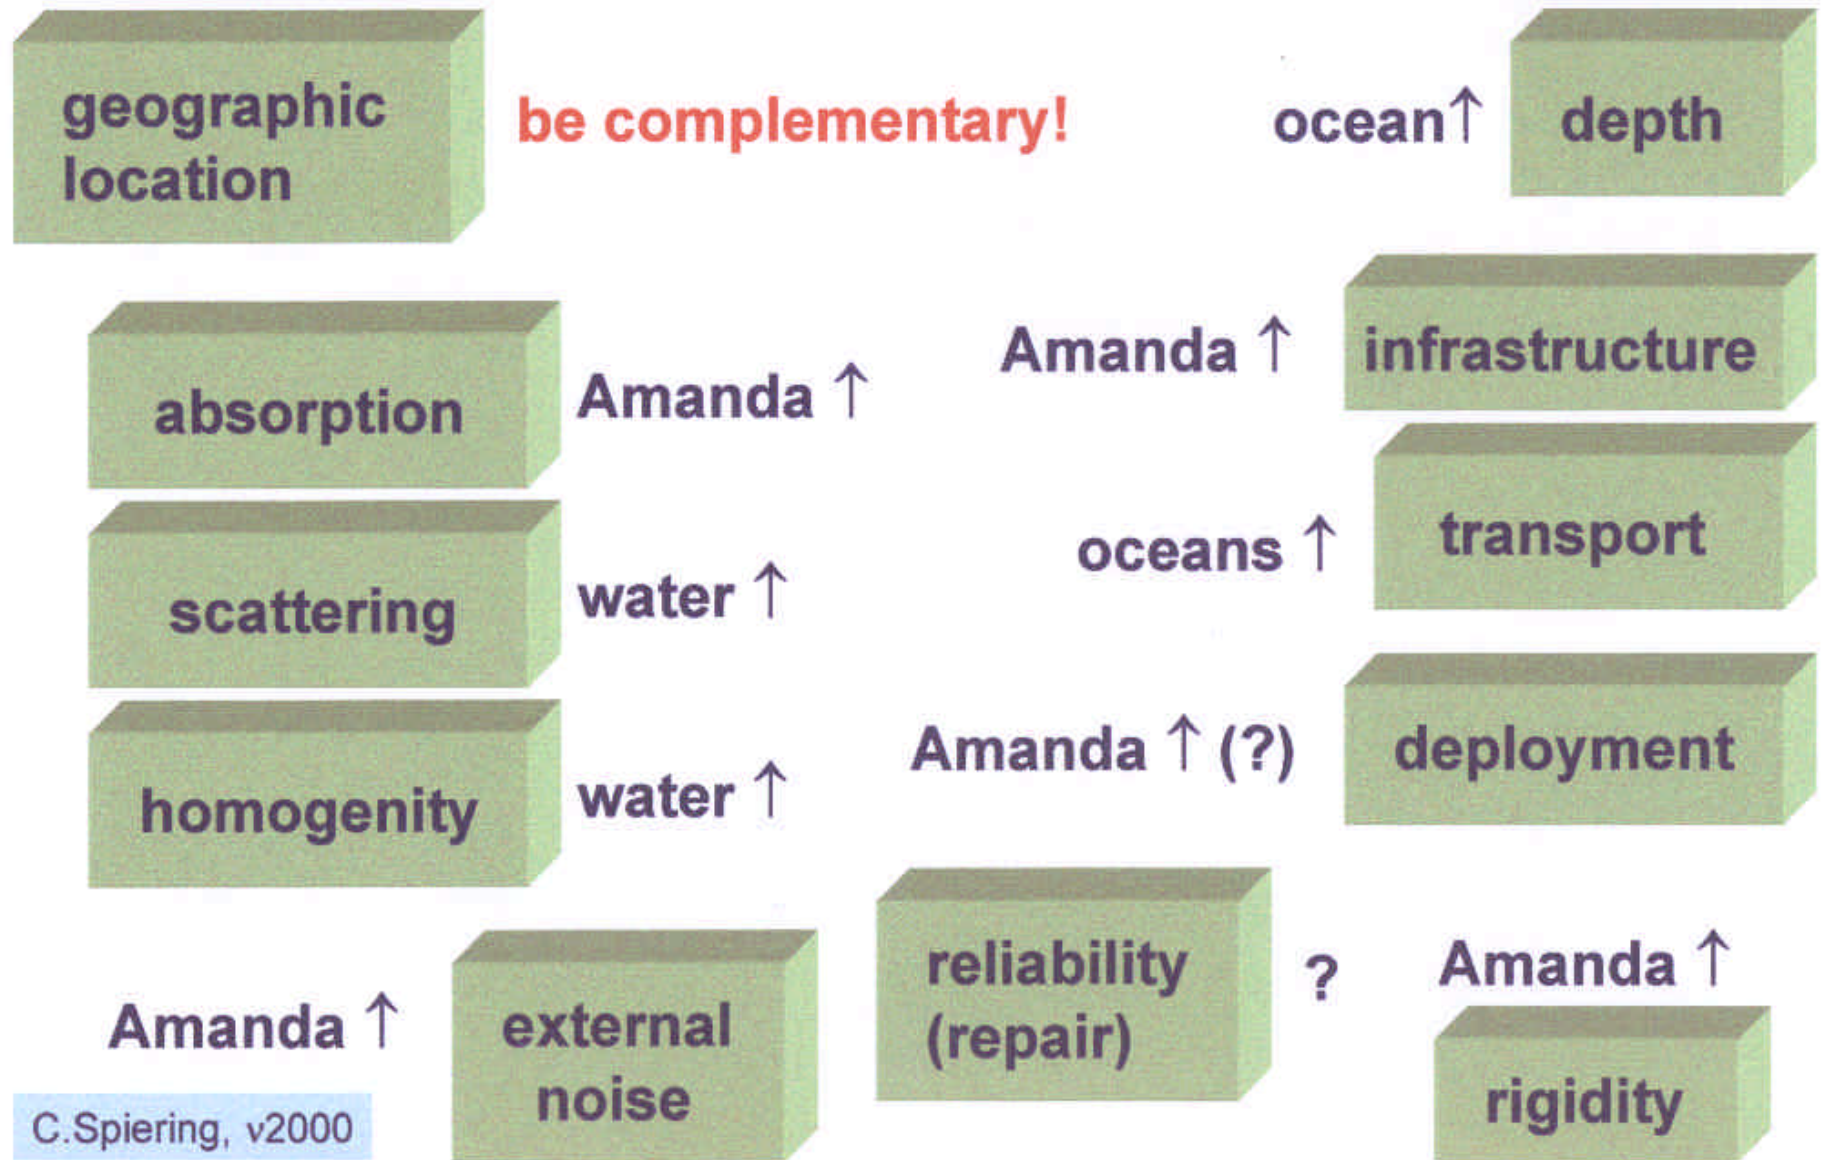 geographic
location
be complementary!
ocean↑
depth
absorption
Amanda ↑
Amanda ↑
infrastructure
scattering
water ↑
oceans ↑
transport
homogenity
water ↑
Amanda ↑ (?)
deployment
Amanda ↑
external
noise
reliability
(repair)
?
Amanda ↑
rigidity
C.Spiering, ν2000